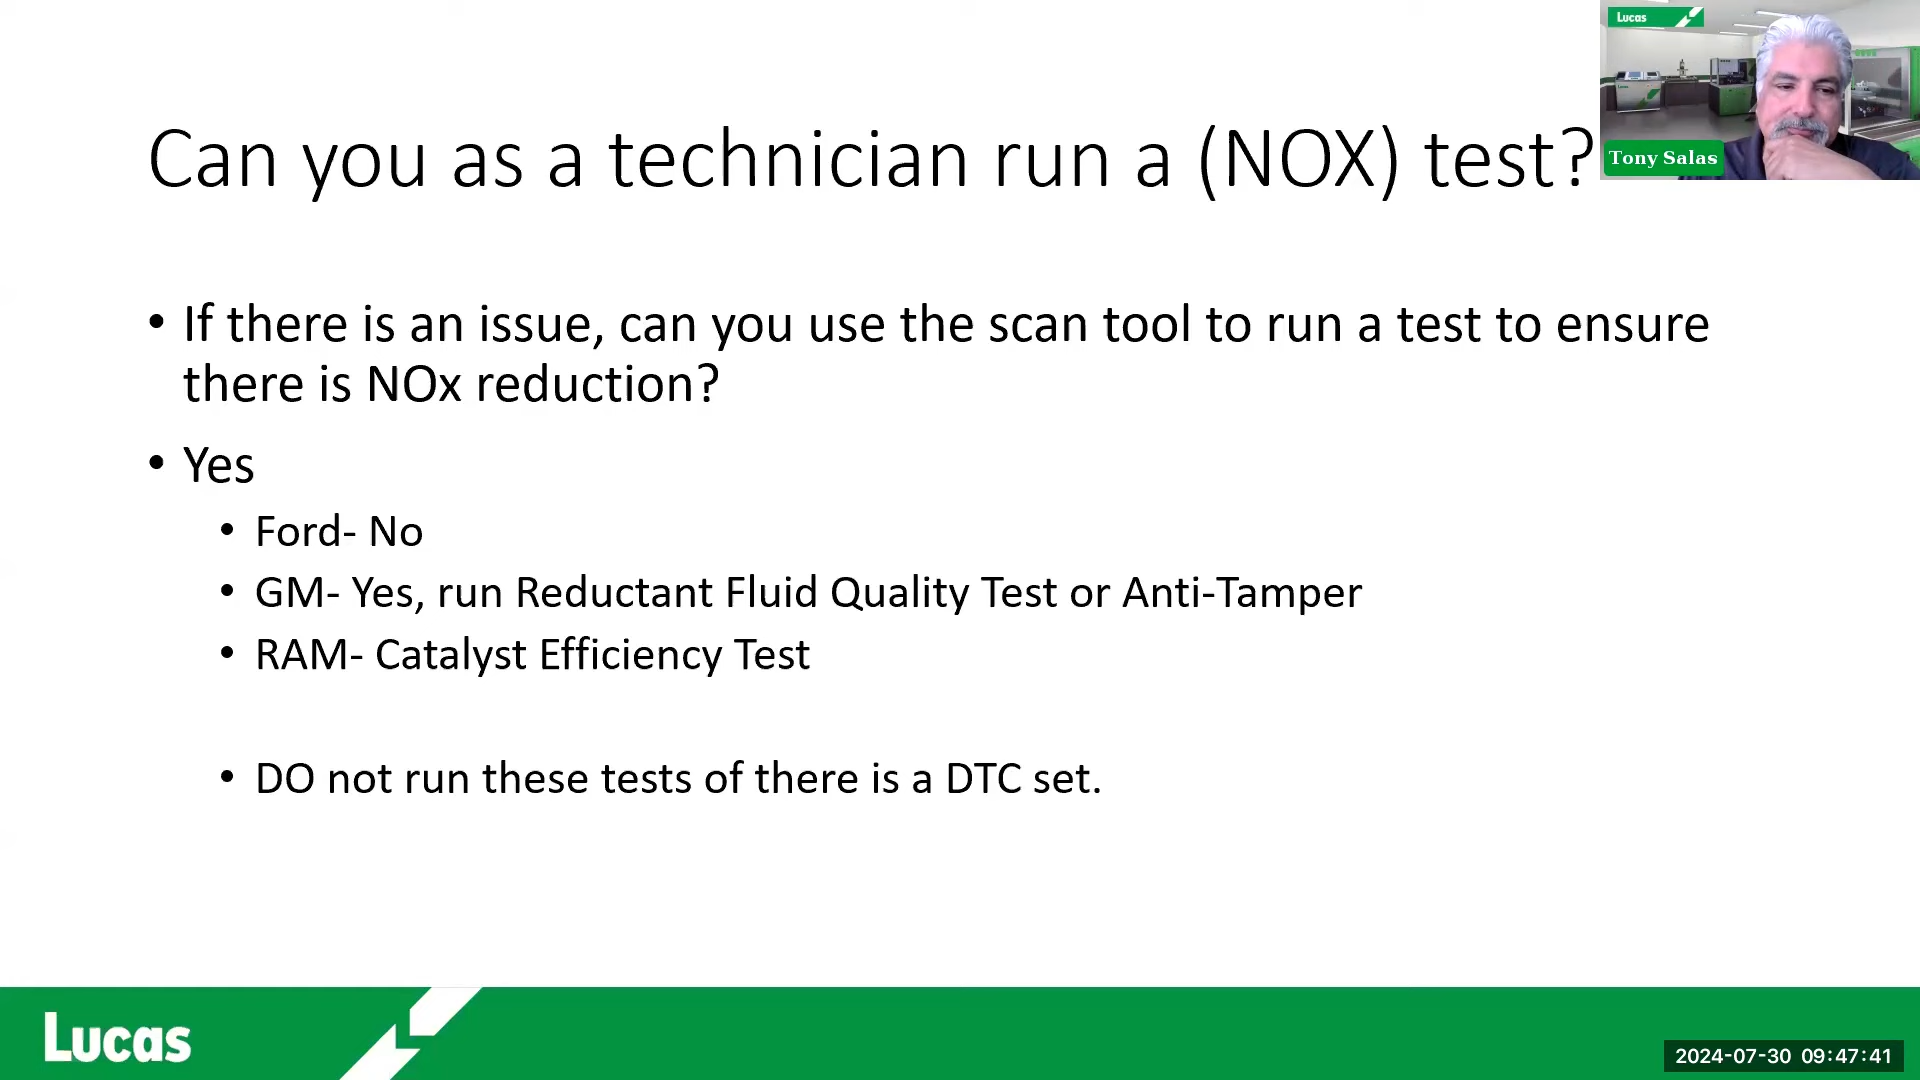 Lucas
Can you as a technician run a (NOX) test?
Tony Salas
• If there is an issue, can you use the scan tool to run a test to ensure
there is NOx reduction?
• Yes
• Ford- No
• GM- Yes, run Reductant Fluid Quality Test or Anti-Tamper
• RAM- Catalyst Efficiency Test
• DO not run these tests of there is a DTC set.
Lucas
2024-07-30 09:47:41